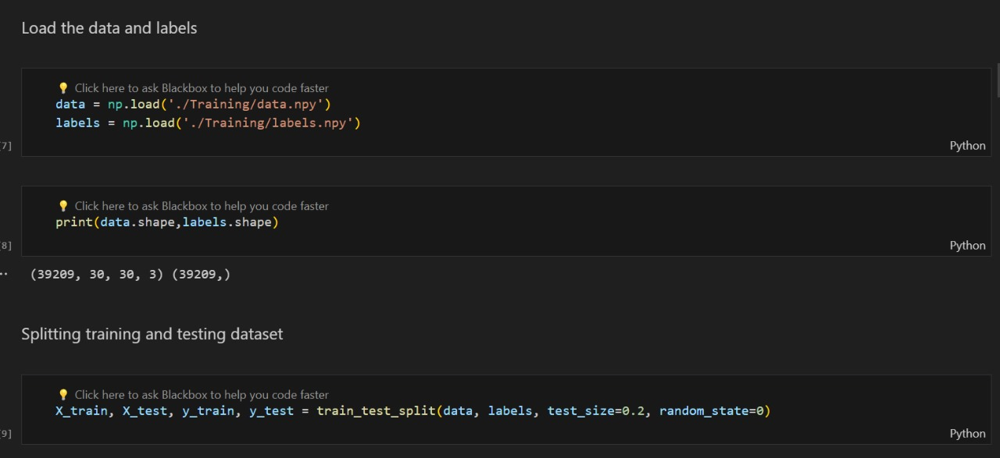 Load the data and labels
💡 Click here to ask Blackbox to help you code faster
data = np.load('./Training/data.npy')
labels = np.load('./Training/labels.npy')
7]
Python
💡 Click here to ask Blackbox to help you code faster
print(data.shape,labels.shape)
8]
Python
(39209, 30, 30, 3) (39209,)
Splitting training and testing dataset
💡 Click here to ask Blackbox to help you code faster
X_train, X_test, y_train, y_test = train_test_split(data, labels, test_size=0.2, random_state=0)
9]
Python